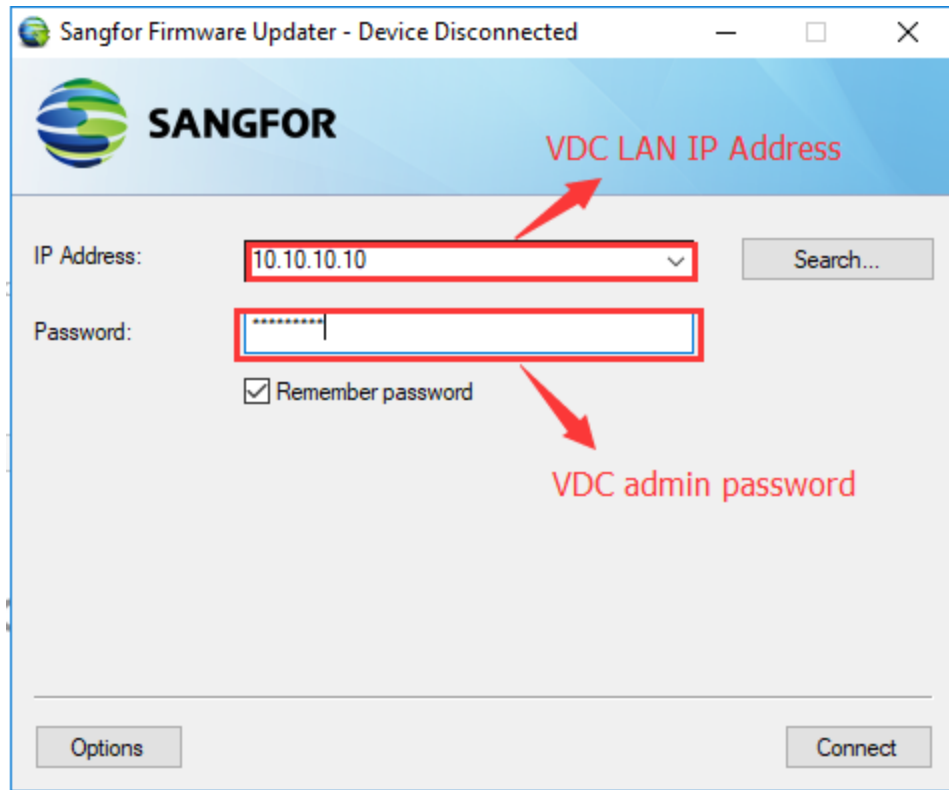 Sangfor Firmware Updater - Device Disconnected
SANGFOR
VDC LAN IP Address
IP Address:
10.10.10.10
Search...
Password:
*********
Remember password
VDC admin password
Options
Connect